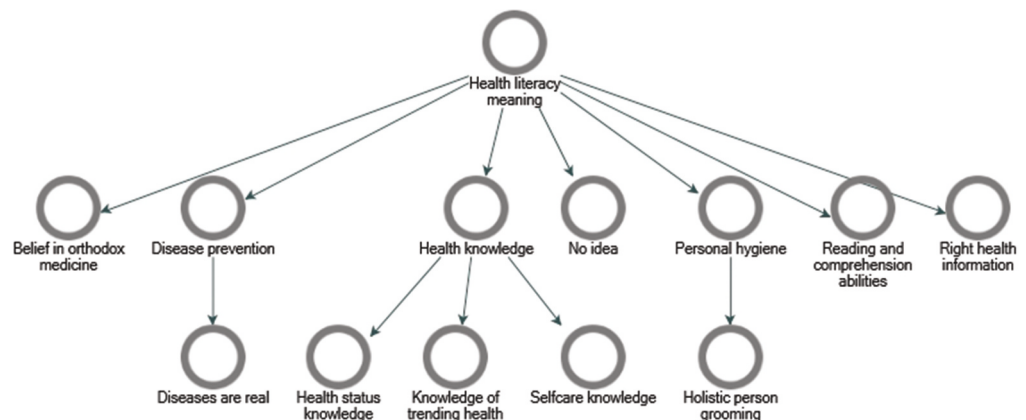 Health literacy
meaning
Belief in orthodox
medicine
Disease prevention
Health knowledge
No idea
Personal hygiene
Reading and
comprehension
abilities
Right health
information
Diseases are real
Health status
knowledge
Knowledge of
trending health
Selfcare knowledge
Holistic person
grooming